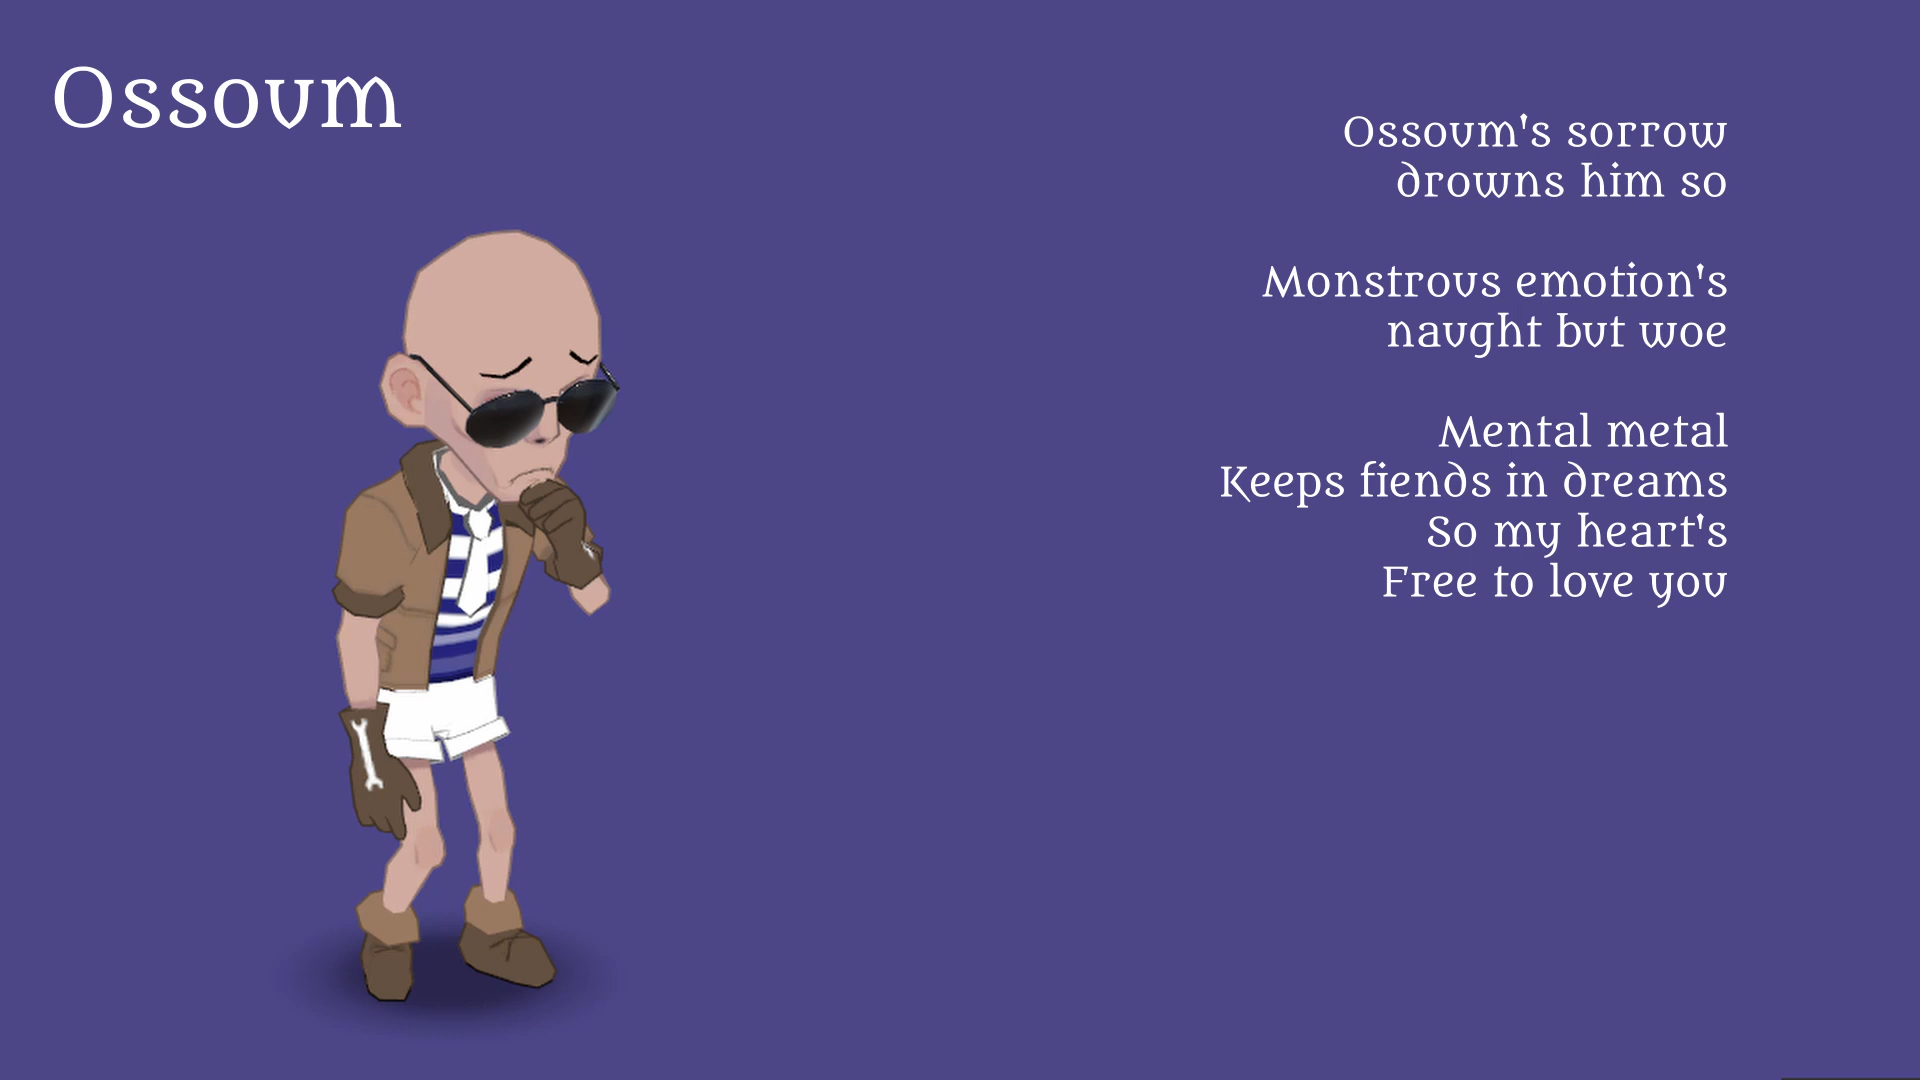 Ossoum
Ossoum's sorrow
drowns him so
Monstrous emotion's
naught but woe
Mental metal
Keeps fiends in dreams
So my heart's
Free to love you